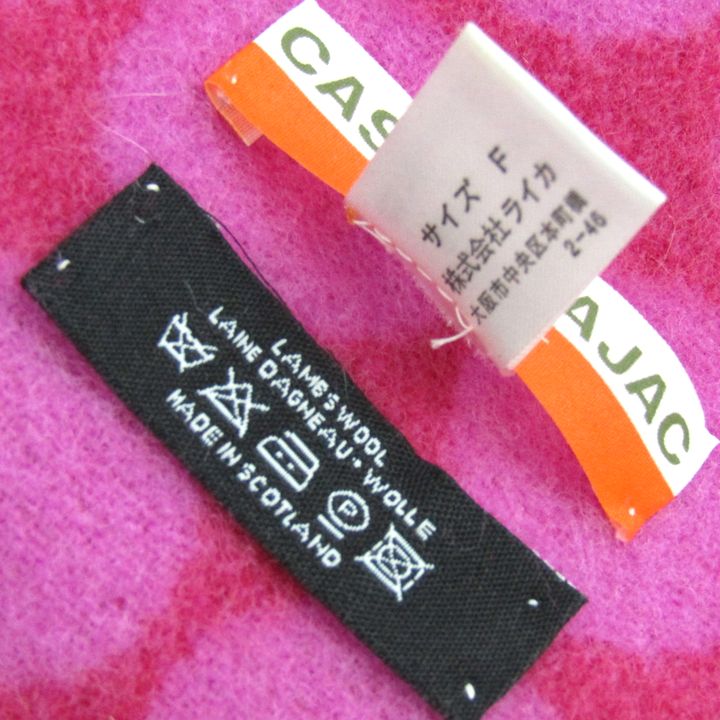 CAS
AJAC
サイズ F
株式会社ライカ
大阪市中央区本町橋
2-46
LAMBSWOOL
LAINE DAGNEAU・WOLLE
P
MADE IN SCOTLAND